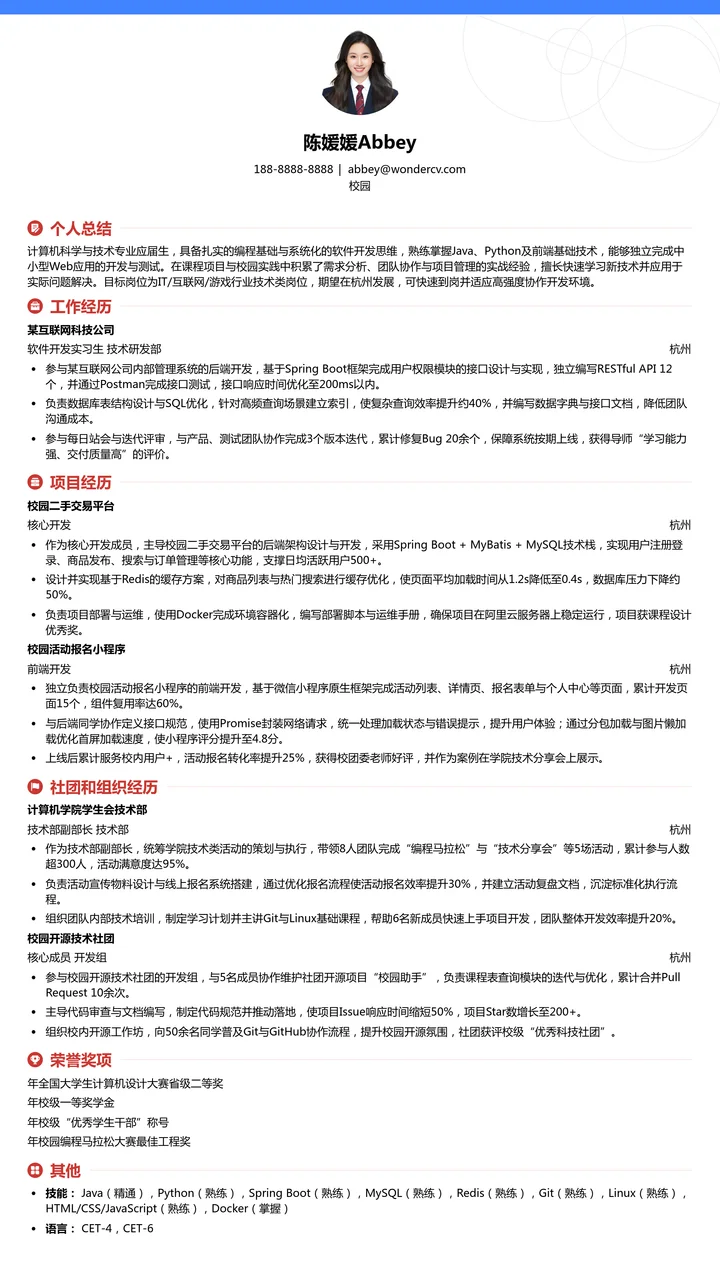 陈媛媛Abbey
188-8888-8888 | abbey@wondercv.com
校园
个人总结
计算机科学与技术专业应届生，具备扎实的编程基础与系统化的软件开发思维，熟练掌握Java、Python及前端基础技术，能够独立完成中
小型Web应用的开发与测试。在课程项目与校园实践中积累了需求分析、团队协作与项目管理的实战经验，擅长快速学习新技术并应用于
实际问题解决。目标岗位为IT/互联网/游戏行业技术类岗位，期望在杭州发展，可快速到岗并适应高强度协作开发环境。
工作经历
某互联网科技公司
软件开发实习生 技术研发部 杭州
• 参与某互联网公司内部管理系统的后端开发，基于Spring Boot框架完成用户权限模块的接口设计与实现，独立编写RESTful API 12
个，并通过Postman完成接口测试，接口响应时间优化至200ms以内。
• 负责数据库表结构设计与SQL优化，针对高频查询场景建立索引，使复杂查询效率提升约40%，并编写数据字典与接口文档，降低团队
沟通成本。
• 参与每日站会与迭代评审，与产品、测试团队协作完成3个版本迭代，累计修复Bug 20余个，保障系统按期上线，获得导师“学习能力
强、交付质量高”的评价。
项目经历
校园二手交易平台
核心开发 杭州
• 作为核心开发成员，主导校园二手交易平台的后端架构设计与开发，采用Spring Boot + MyBatis + MySQL技术栈，实现用户注册登
录、商品发布、搜索与订单管理等核心功能，支撑日均活跃用户500+。
• 设计并实现基于Redis的缓存方案，对商品列表与热门搜索进行缓存优化，使页面平均加载时间从1.2s降低至0.4s，数据库压力下降约
50%。
• 负责项目部署与运维，使用Docker完成环境容器化，编写部署脚本与运维手册，确保项目在阿里云服务器上稳定运行，项目获课程设计
优秀奖。
校园活动报名小程序
前端开发 杭州
• 独立负责校园活动报名小程序的前端开发，基于微信小程序原生框架完成活动列表、详情页、报名表单与个人中心等页面，累计开发页
面15个，组件复用率达60%。
• 与后端同学协作定义接口规范，使用Promise封装网络请求，统一处理加载状态与错误提示，提升用户体验；通过分包加载与图片懒加
载优化首屏加载速度，使小程序评分提升至4.8分。
• 上线后累计服务校内用户+，活动报名转化率提升25%，获得校团委老师好评，并作为案例在学院技术分享会上展示。
社团和组织经历
计算机学院学生会技术部
技术部副部长 技术部 杭州
• 作为技术部副部长，统筹学院技术类活动的策划与执行，带领8人团队完成“编程马拉松”与“技术分享会”等5场活动，累计参与人数
超300人，活动满意度达95%。
• 负责活动宣传物料设计与线上报名系统搭建，通过优化报名流程使活动报名效率提升30%，并建立活动复盘文档，沉淀标准化执行流
程。
• 组织团队内部技术培训，制定学习计划并主讲Git与Linux基础课程，帮助6名新成员快速上手项目开发，团队整体开发效率提升20%。
校园开源技术社团
核心成员 开发组 杭州
• 参与校园开源技术社团的开发组，与5名成员协作维护社团开源项目“校园助手”，负责课程表查询模块的迭代与优化，累计合并Pull
Request 10余次。
• 主导代码审查与文档编写，制定代码规范并推动落地，使项目Issue响应时间缩短50%，项目Star数增长至200+。
• 组织校内开源工作坊，向50余名同学普及Git与GitHub协作流程，提升校园开源氛围，社团获评校级“优秀科技社团”。
荣誉奖项
年全国大学生计算机设计大赛省级二等奖
年校级一等奖学金
年校级“优秀学生干部”称号
年校园编程马拉松大赛最佳工程奖
其他
• 技能： Java（精通），Python（熟练），Spring Boot（熟练），MySQL（熟练），Redis（熟练），Git（熟练），Linux（熟练），
HTML/CSS/JavaScript（熟练），Docker（掌握）
• 语言： CET-4，CET-6